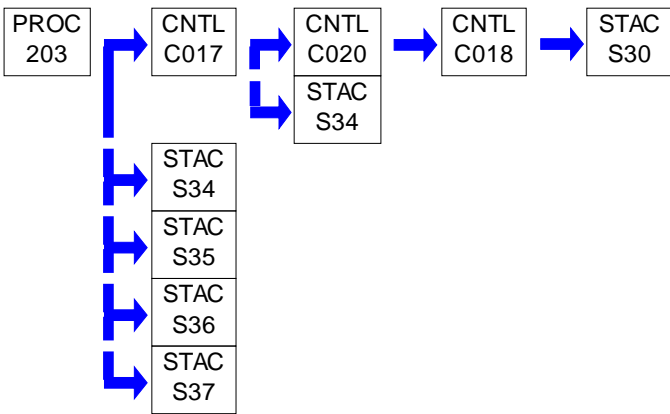 PROC
203
CNTL
C017
CNTL
C020
CNTL
C018
STAC
S30
STAC
S34
STAC
S34
STAC
S35
STAC
S36
STAC
S37